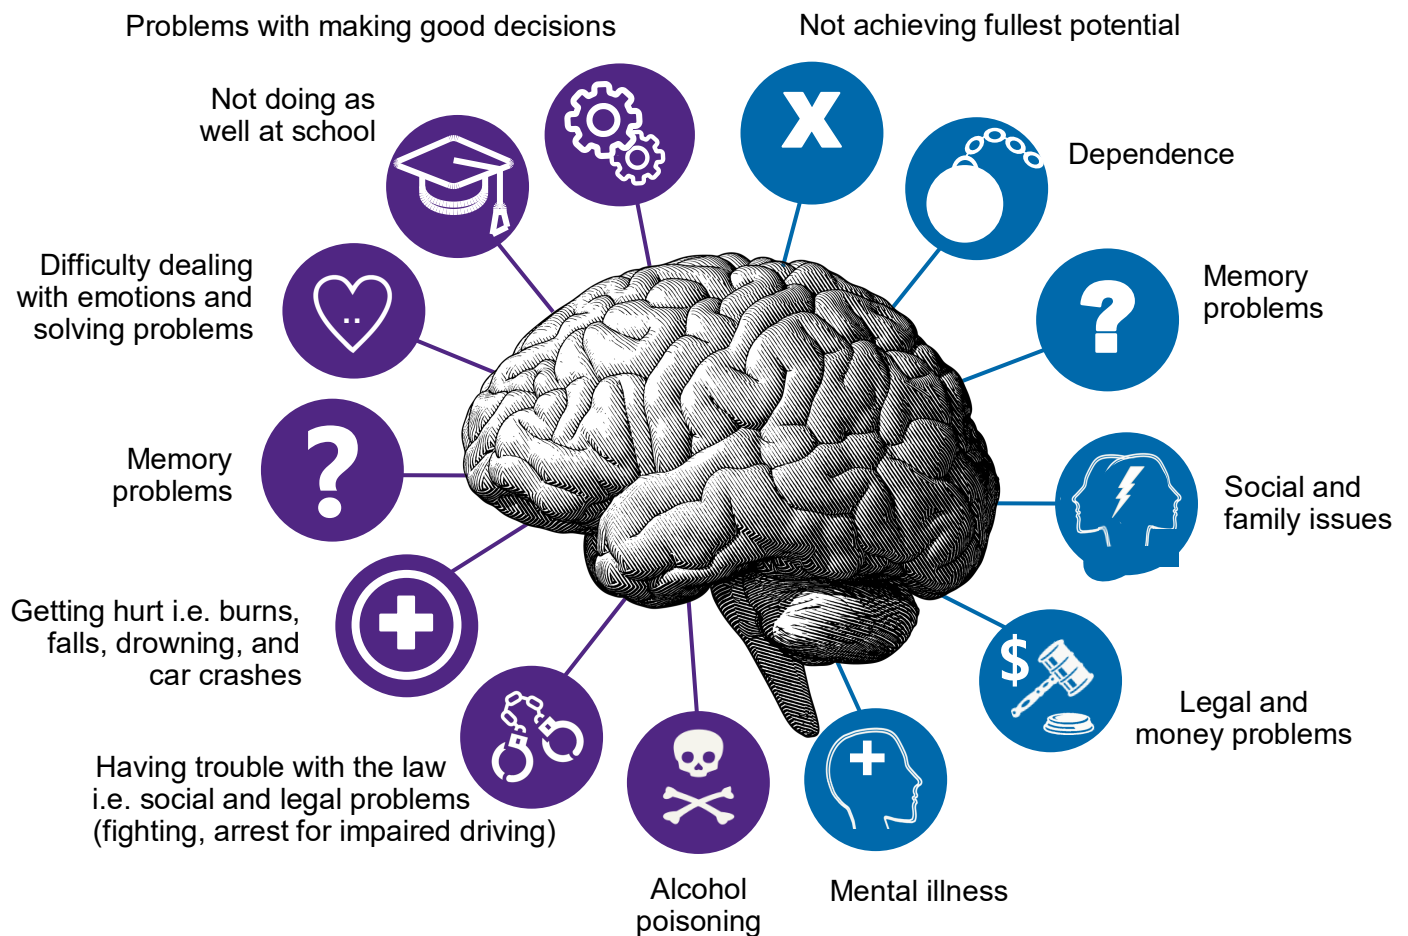 Problems with making good decisions
Not achieving fullest potential
Not doing as
well at school
X
Dependence
Difficulty dealing
with emotions and
solving problems
Memory
problems
?
Memory
problems
?
Social and
family issues
Getting hurt i.e. burns,
falls, drowning, and
car crashes
$
Legal and
money problems
Having trouble with the law
i.e. social and legal problems
(fighting, arrest for impaired driving)
Alcohol
poisoning
Mental illness